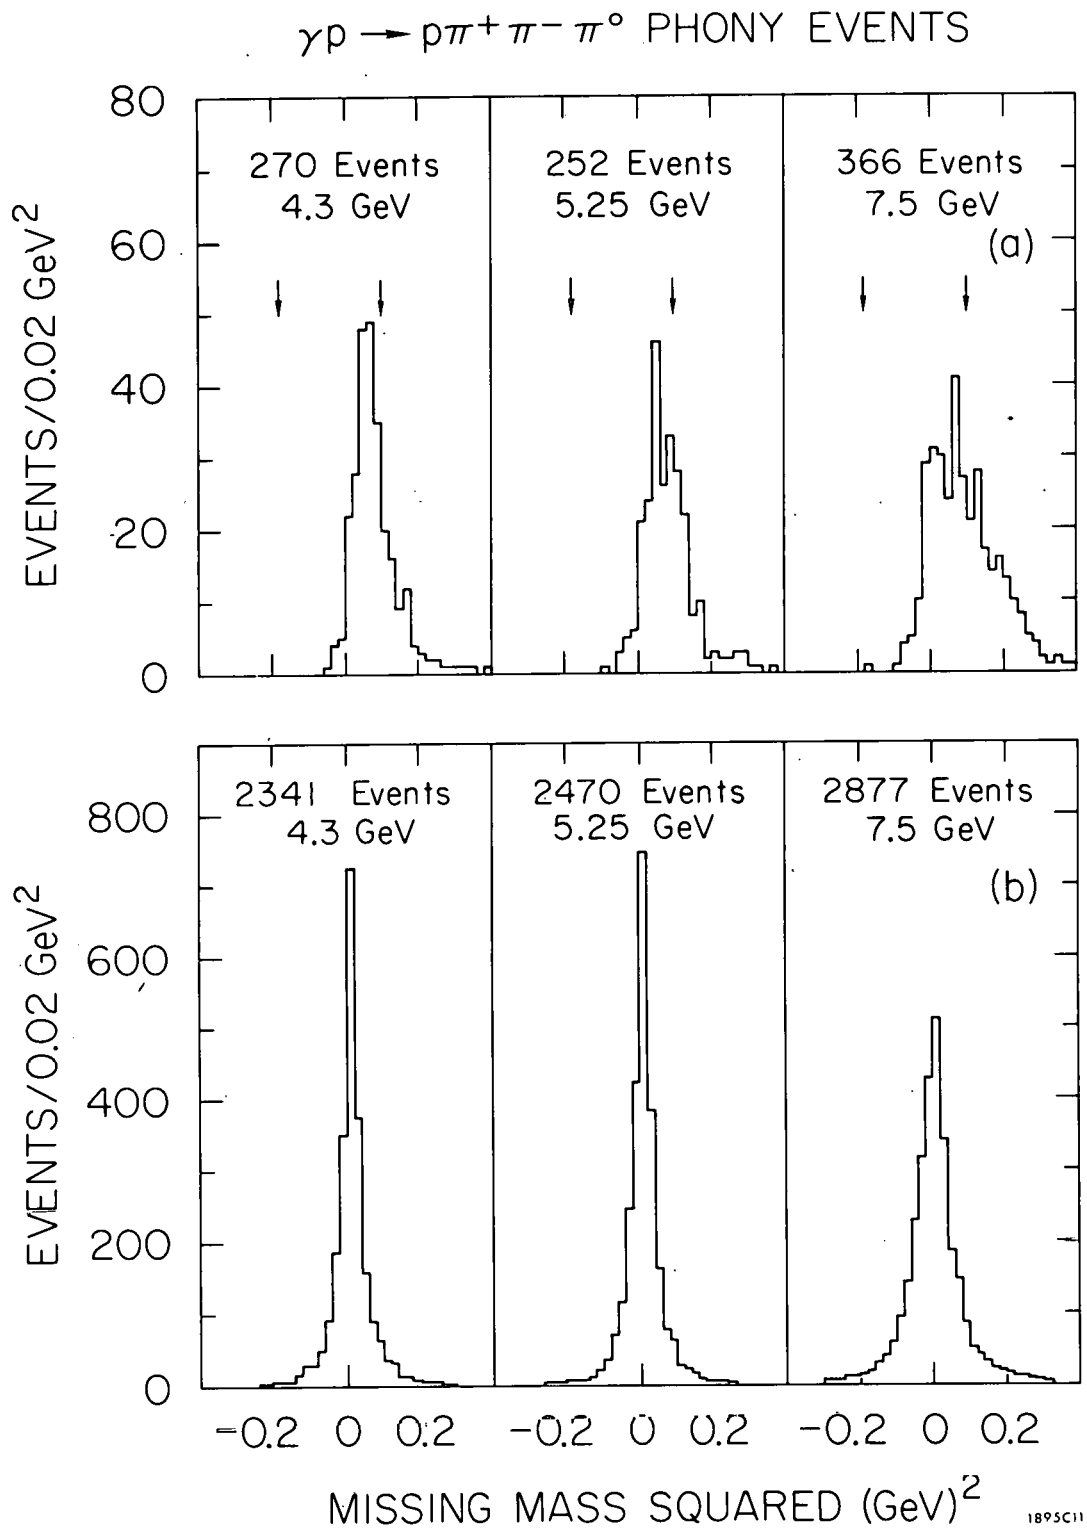 γp → pπ⁺π⁻π° PHONY EVENTS
EVENTS/0.02 GeV²
80
60
40
20
0
270 Events
4.3 GeV
252 Events
5.25 GeV
366 Events
7.5 GeV
(a)
EVENTS/0.02 GeV²
800
600
400
200
0
2341 Events
4.3 GeV
2470 Events
5.25 GeV
2877 Events
7.5 GeV
(b)
-0.2 0 0.2 -0.2 0 0.2 -0.2 0 0.2
MISSING MASS SQUARED (GeV)²
1895C11